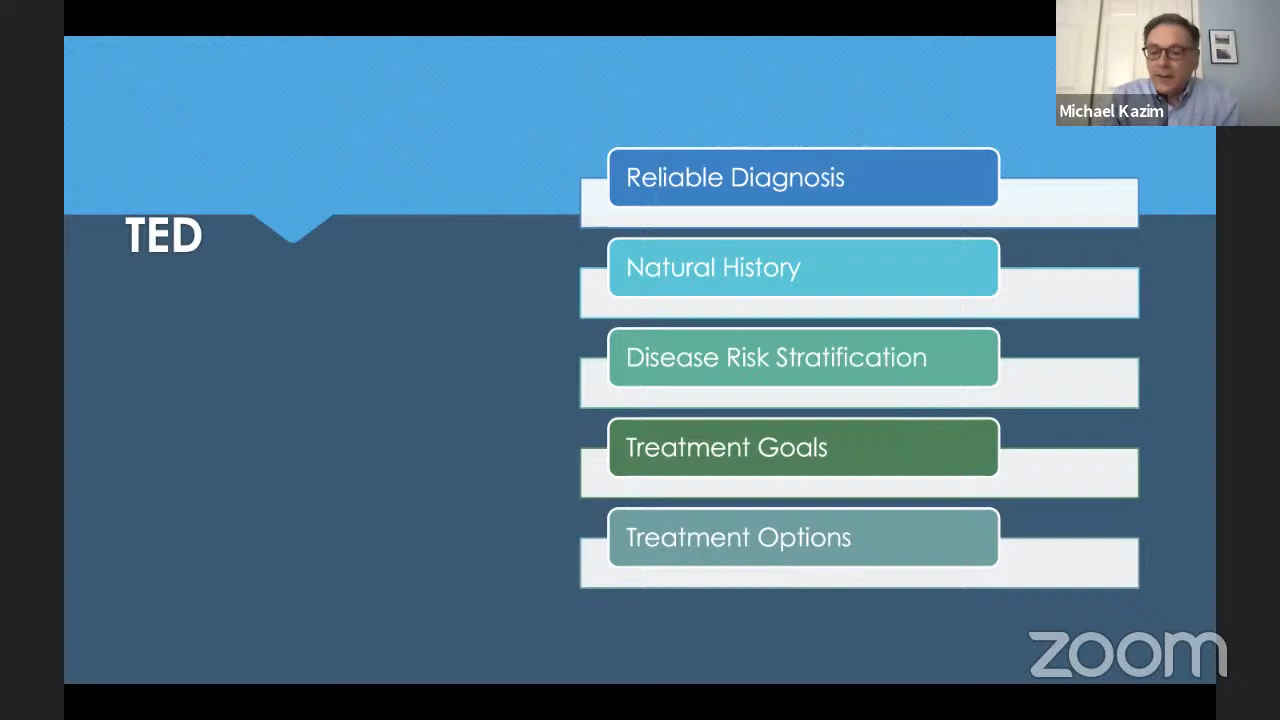 Michael Kazim
TED
Reliable Diagnosis
Natural History
Disease Risk Stratification
Treatment Goals
Treatment Options
zoom